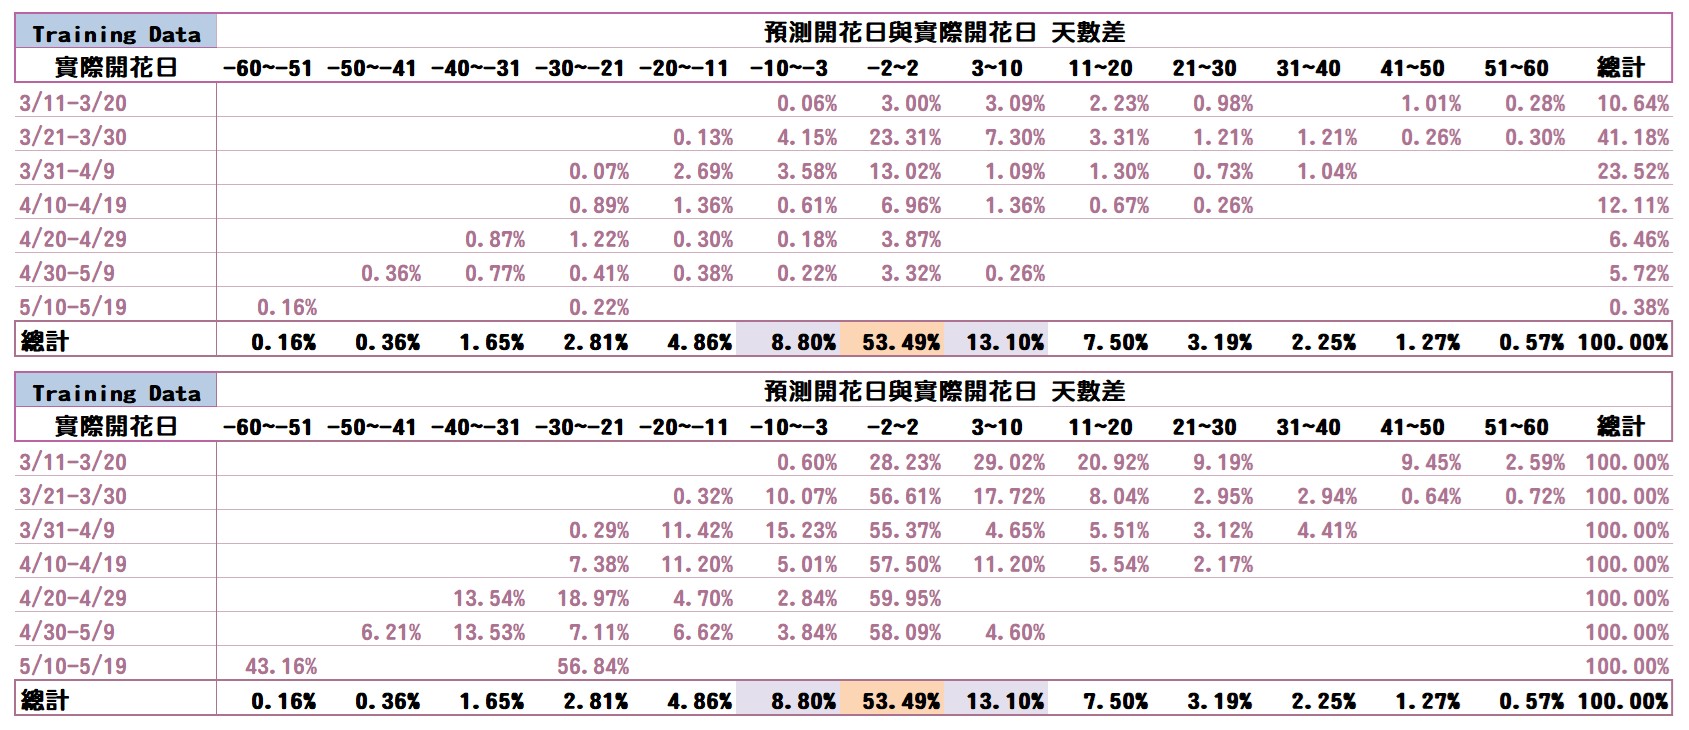 Training Data 預測開花日與實際開花日 天數差
實際開花日 -60~-51 -50~-41 -40~-31 -30~-21 -20~-11 -10~-3 -2~2 3~10 11~20 21~30 31~40 41~50 51~60 總計
3/11-3/20 0.06% 3.00% 3.09% 2.23% 0.98% 1.01% 0.28% 10.64%
3/21-3/30 0.13% 4.15% 23.31% 7.30% 3.31% 1.21% 1.21% 0.26% 0.30% 41.18%
3/31-4/9 0.07% 2.69% 3.58% 13.02% 1.09% 1.30% 0.73% 1.04% 23.52%
4/10-4/19 0.89% 1.36% 0.61% 6.96% 1.36% 0.67% 0.26% 12.11%
4/20-4/29 0.87% 1.22% 0.30% 0.18% 3.87% 6.46%
4/30-5/9 0.36% 0.77% 0.41% 0.38% 0.22% 3.32% 0.26% 5.72%
5/10-5/19 0.16% 0.22% 0.38%
總計 0.16% 0.36% 1.65% 2.81% 4.86% 8.80% 53.49% 13.10% 7.50% 3.19% 2.25% 1.27% 0.57% 100.00%
Training Data 預測開花日與實際開花日 天數差
實際開花日 -60~-51 -50~-41 -40~-31 -30~-21 -20~-11 -10~-3 -2~2 3~10 11~20 21~30 31~40 41~50 51~60 總計
3/11-3/20 0.60% 28.23% 29.02% 20.92% 9.19% 9.45% 2.59% 100.00%
3/21-3/30 0.32% 10.07% 56.61% 17.72% 8.04% 2.95% 2.94% 0.64% 0.72% 100.00%
3/31-4/9 0.29% 11.42% 15.23% 55.37% 4.65% 5.51% 3.12% 4.41% 100.00%
4/10-4/19 7.38% 11.20% 5.01% 57.50% 11.20% 5.54% 2.17% 100.00%
4/20-4/29 13.54% 18.97% 4.70% 2.84% 59.95% 100.00%
4/30-5/9 6.21% 13.53% 7.11% 6.62% 3.84% 58.09% 4.60% 100.00%
5/10-5/19 43.16% 56.84% 100.00%
總計 0.16% 0.36% 1.65% 2.81% 4.86% 8.80% 53.49% 13.10% 7.50% 3.19% 2.25% 1.27% 0.57% 100.00%